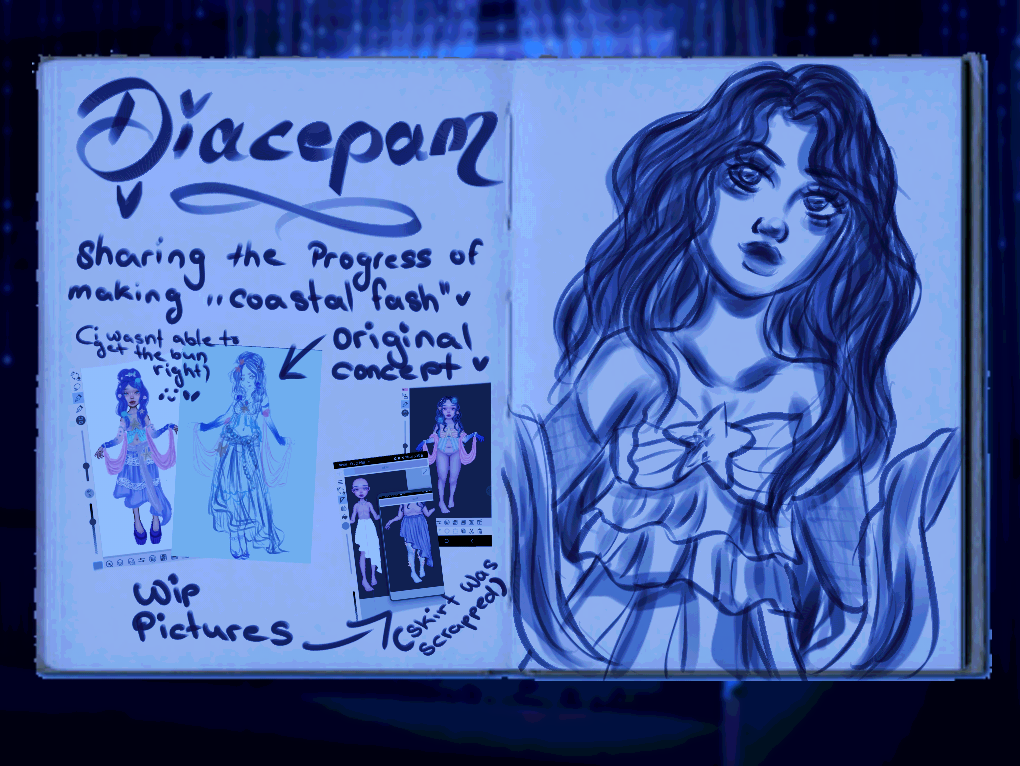 Diacepam
Sharing the Progress of
making ,,coastal fash"
(i wasnt able to
get the bun
right)
original
concept
Wip
Pictures
(skirt was
scrapped)